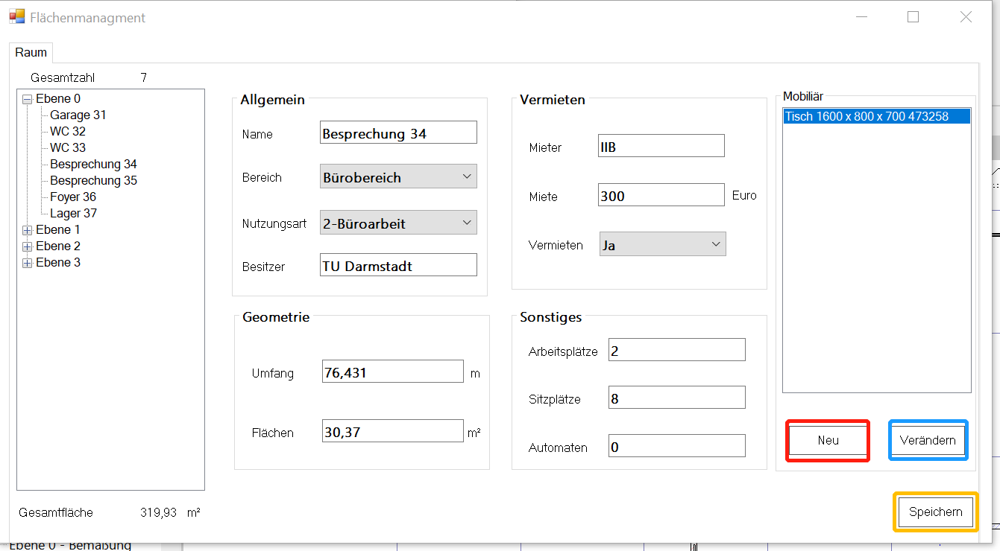 Flächenmanagment
Raum
Gesamtzahl 7
Ebene 0
Garage 31
WC 32
WC 33
Besprechung 34
Besprechung 35
Foyer 36
Lager 37
Ebene 1
Ebene 2
Ebene 3
Gesamtfläche 319,93 m²
Allgemein
Name Besprechung 34
Bereich Bürobereich
Nutzungsart 2-Büroarbeit
Besitzer TU Darmstadt
Geometrie
Umfang 76,431 m
Flächen 30,37 m²
Vermieten
Mieter IIB
Miete 300 Euro
Vermieten Ja
Sonstiges
Arbeitsplätze 2
Sitzplätze 8
Automaten 0
Mobiliär
Tisch 1600 x 800 x 700 473258
Neu Verändern
Speichern
Ebene 0 - Bemaßung